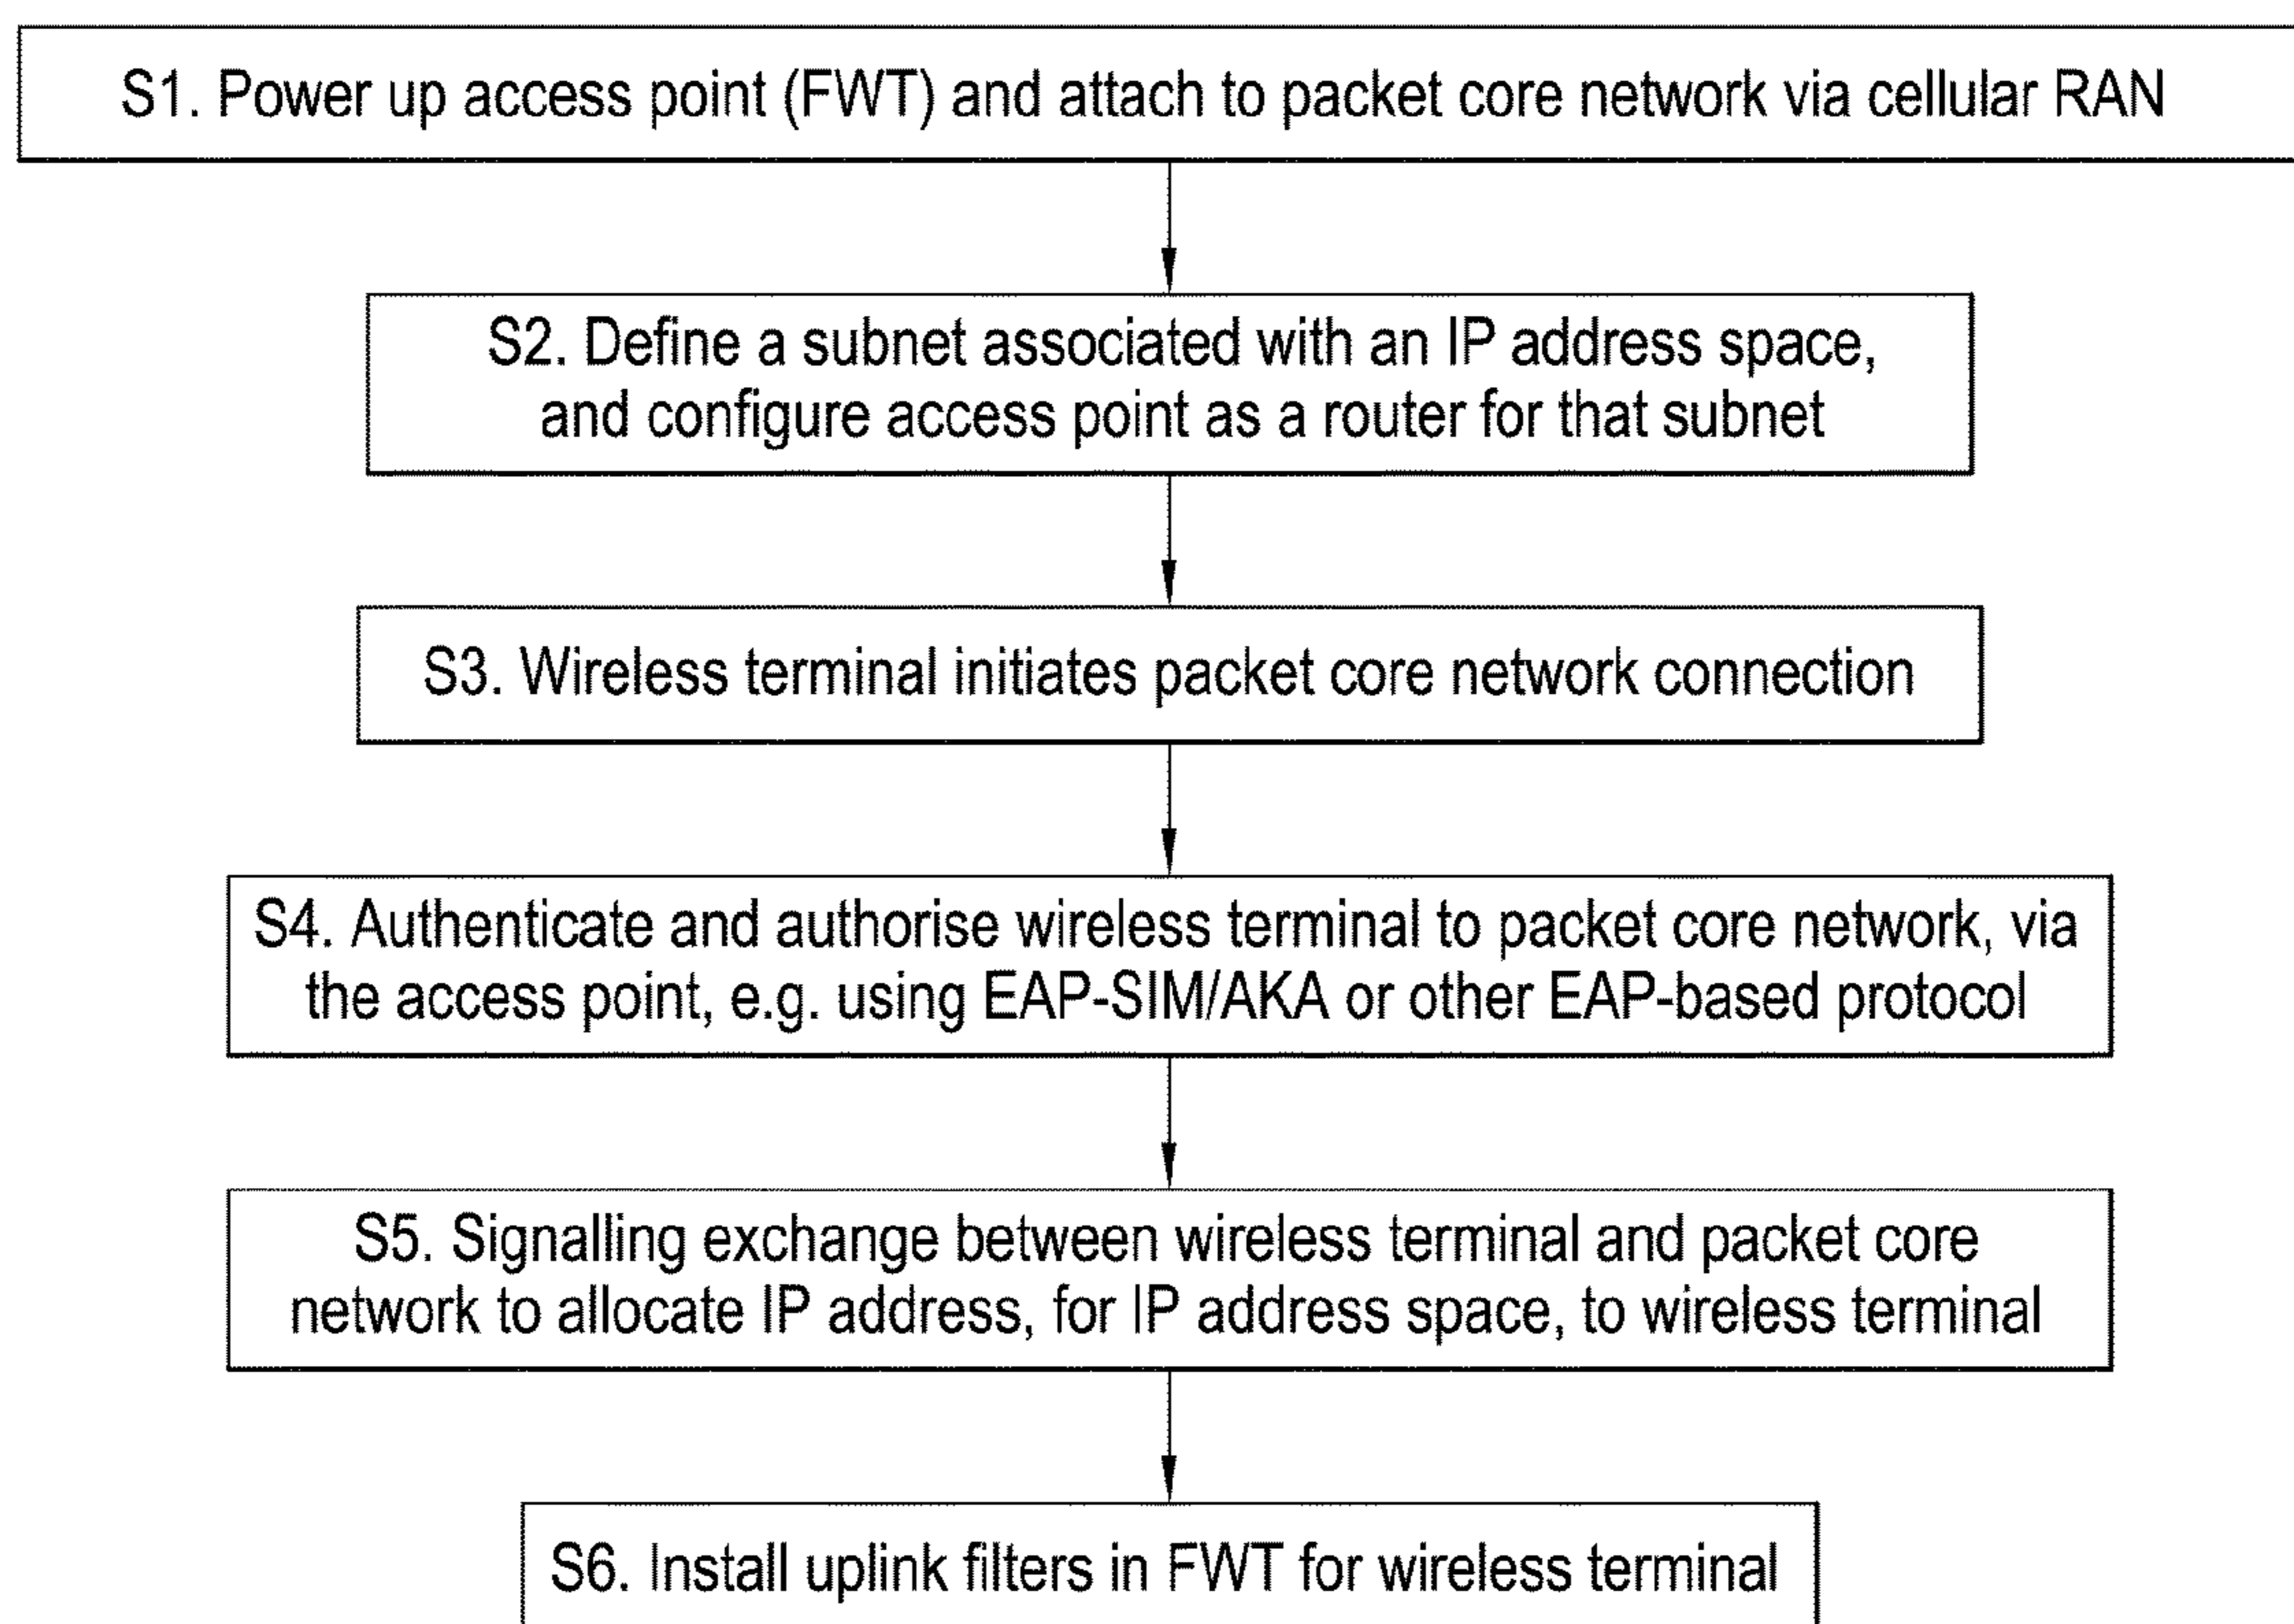 S1. Power up access point (FWT) and attach to packet core network via cellular RAN
S2. Define a subnet associated with an IP address space,
and configure access point as a router for that subnet
S3. Wireless terminal initiates packet core network connection
S4. Authenticate and authorise wireless terminal to packet core network, via
the access point, e.g. using EAP-SIM/AKA or other EAP-based protocol
S5. Signalling exchange between wireless terminal and packet core
network to allocate IP address, for IP address space, to wireless terminal
S6. Install uplink filters in FWT for wireless terminal